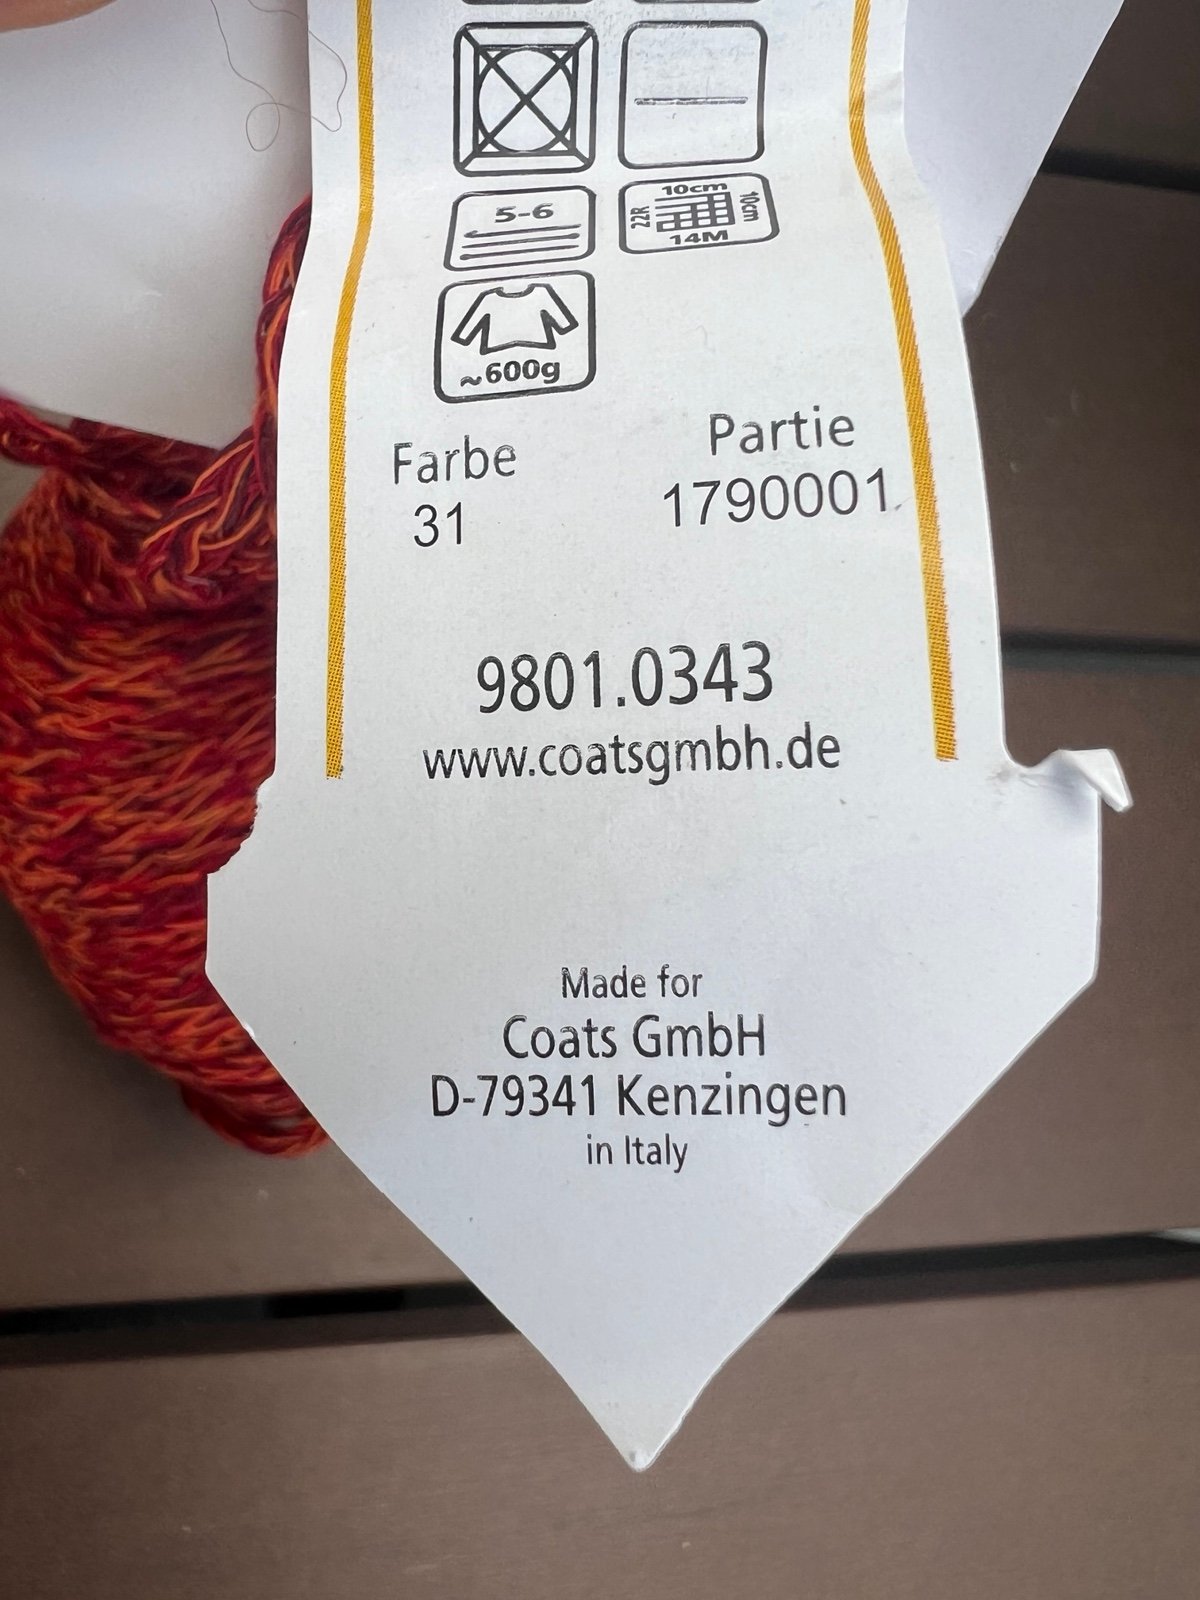 5-6
10cm
22R
10cm
14M
~600g
Farbe
31
Partie
1790001
9801.0343
www.coatsgmbh.de
Made for
Coats GmbH
D-79341 Kenzingen
in Italy